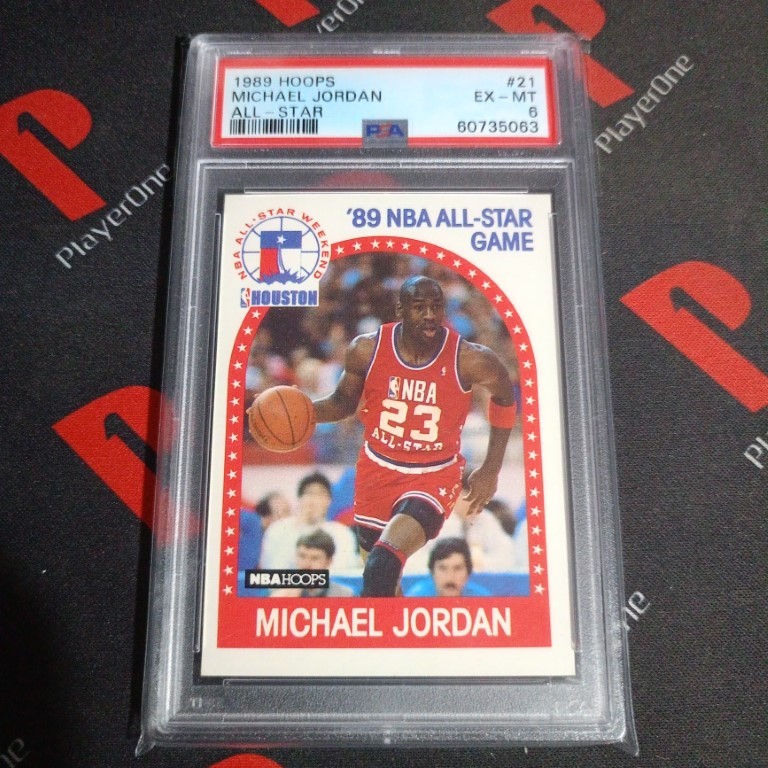 1989 HOOPS #21
MICHAEL JORDAN EX-MT
ALL-STAR 6
PSA 60735063
NBA ALL-STAR WEEKEND
HOUSTON
'89 NBA ALL-STAR
GAME
NBA
23
ALL-STAR
NBA HOOPS
MICHAEL JORDAN
PlayerOne
PlayerOne
PlayerOne
PlayerOne